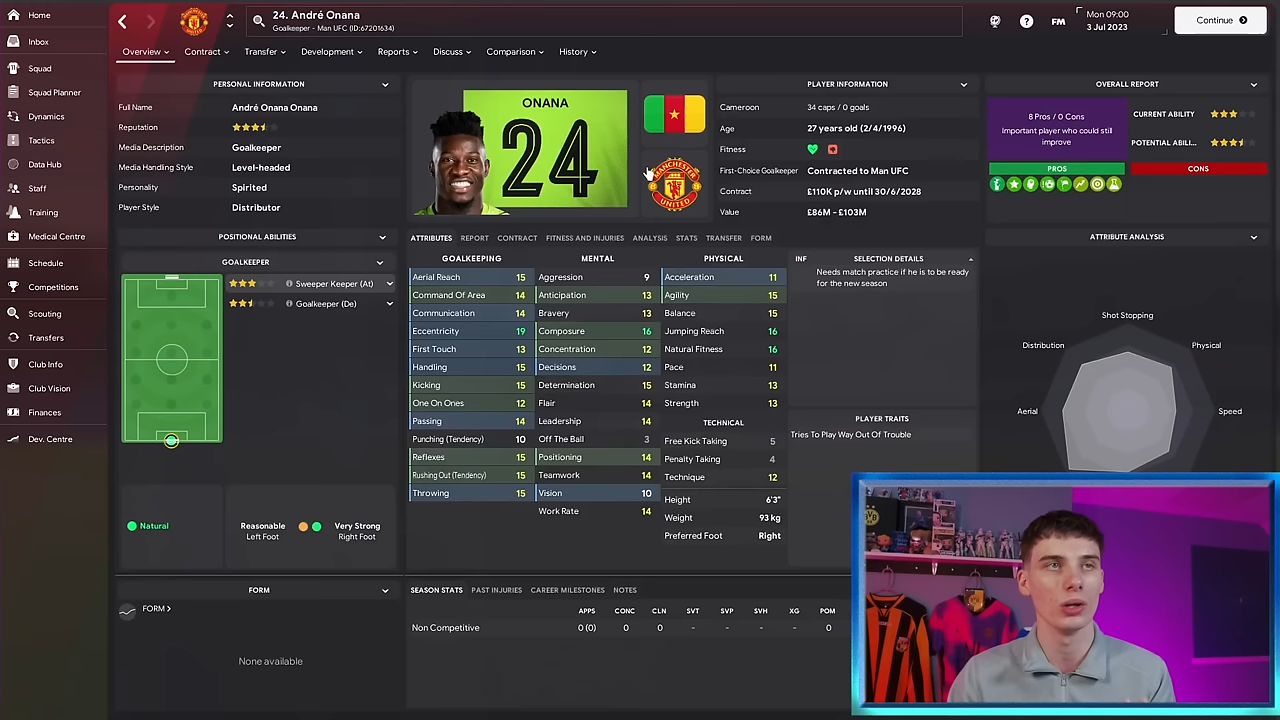 Home
Inbox
Squad
Squad Planner
Dynamics
Tactics
Data Hub
Staff
Training
Medical Centre
Schedule
Competitions
Scouting
Transfers
Club Info
Club Vision
Finances
Dev. Centre
24. André Onana
Goalkeeper - Man UFC (ID:67201634)
FM
Mon 09:00
3 Jul 2023
Continue
Overview Contract Transfer Development Reports Discuss Comparison History
PERSONAL INFORMATION
Full Name André Onana Onana
Reputation
Media Description Goalkeeper
Media Handling Style Level-headed
Personality Spirited
Player Style Distributor
POSITIONAL ABILITIES
GOALKEEPER
Sweeper Keeper (At)
Goalkeeper (De)
Natural
Reasonable
Left Foot
Very Strong
Right Foot
FORM
FORM >
None available
ONANA
24
MANCHESTER
UNITED
PLAYER INFORMATION
Cameroon 34 caps / 0 goals
Age 27 years old (2/4/1996)
Fitness
First-Choice Goalkeeper Contracted to Man UFC
Contract £110K p/w until 30/6/2028
Value £86M - £103M
OVERALL REPORT
8 Pros / 0 Cons
Important player who could still
improve
CURRENT ABILITY
POTENTIAL ABILI...
PROS CONS
ATTRIBUTES REPORT CONTRACT FITNESS AND INJURIES ANALYSIS STATS TRANSFER FORM
GOALKEEPING
Aerial Reach 15
Command Of Area 14
Communication 14
Eccentricity 19
First Touch 13
Handling 15
Kicking 15
One On Ones 12
Passing 14
Punching (Tendency) 10
Reflexes 15
Rushing Out (Tendency) 15
Throwing 15
MENTAL
Aggression 9
Anticipation 13
Bravery 13
Composure 16
Concentration 12
Decisions 12
Determination 15
Flair 14
Leadership 14
Off The Ball 3
Positioning 14
Teamwork 14
Vision 10
Work Rate 14
PHYSICAL
Acceleration 11
Agility 15
Balance 15
Jumping Reach 16
Natural Fitness 16
Pace 11
Stamina 13
Strength 13
TECHNICAL
Free Kick Taking 5
Penalty Taking 4
Technique 12
Height 6'3"
Weight 93 kg
Preferred Foot Right
INF SELECTION DETAILS
Needs match practice if he is to be ready
for the new season
PLAYER TRAITS
Tries To Play Way Out Of Trouble
ATTRIBUTE ANALYSIS
Shot Stopping
Distribution
Physical
Aerial
Speed
SEASON STATS PAST INJURIES CAREER MILESTONES NOTES
APPS CONC CLN SVT SVP SVH XG POM
Non Competitive 0 (0) 0 0 - - - - 0